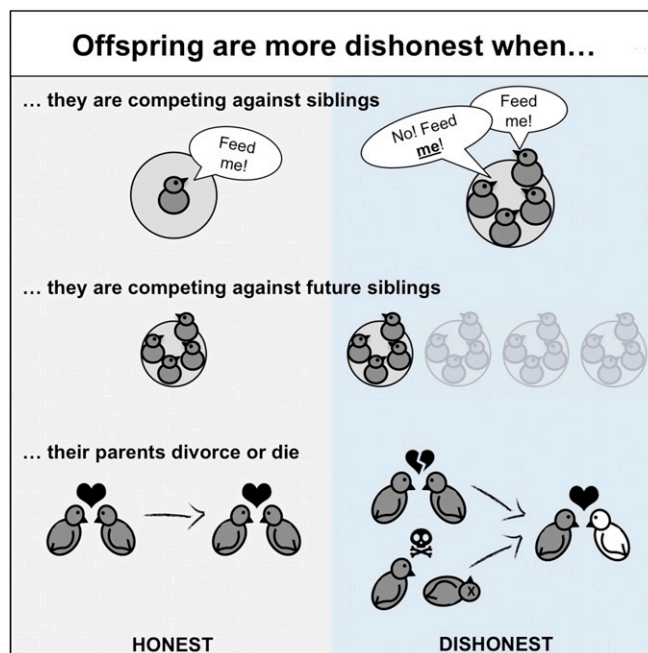 Offspring are more dishonest when...
... they are competing against siblings
Feed
me!
No! Feed
me!
Feed
me!
... they are competing against future siblings
... their parents divorce or die
X
HONEST
DISHONEST